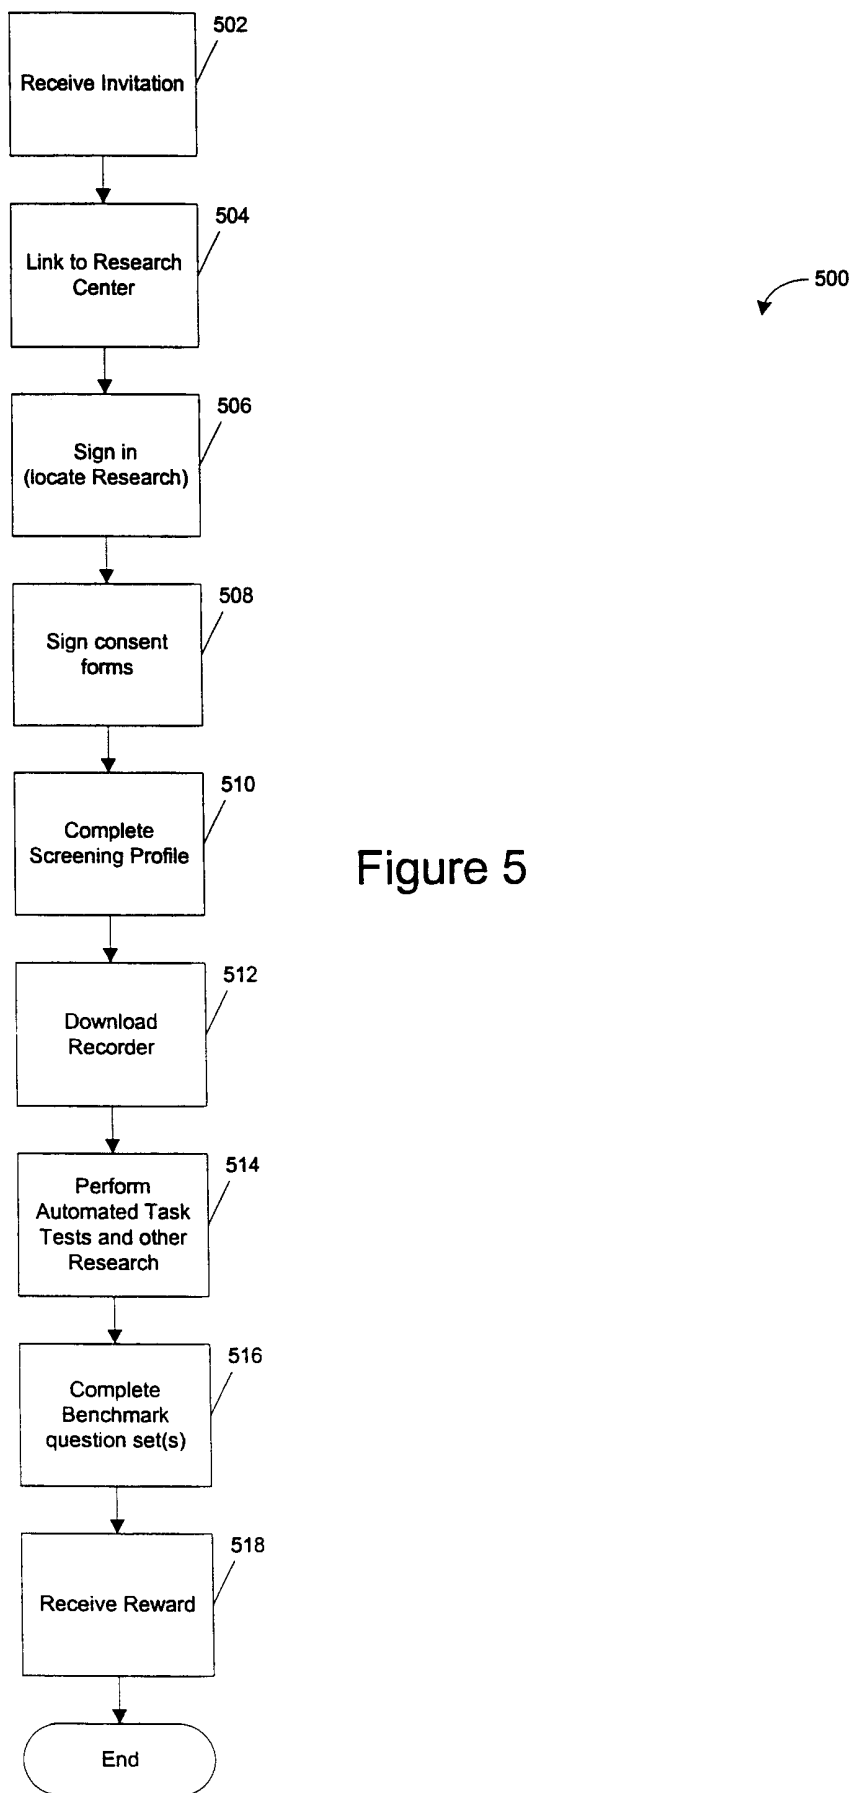 502
Receive Invitation
504
Link to Research
Center
500
506
Sign in
(locate Research)
508
Sign consent
forms
510
Complete
Screening Profile
Figure 5
512
Download
Recorder
514
Perform
Automated Task
Tests and other
Research
516
Complete
Benchmark
question set(s)
518
Receive Reward
End